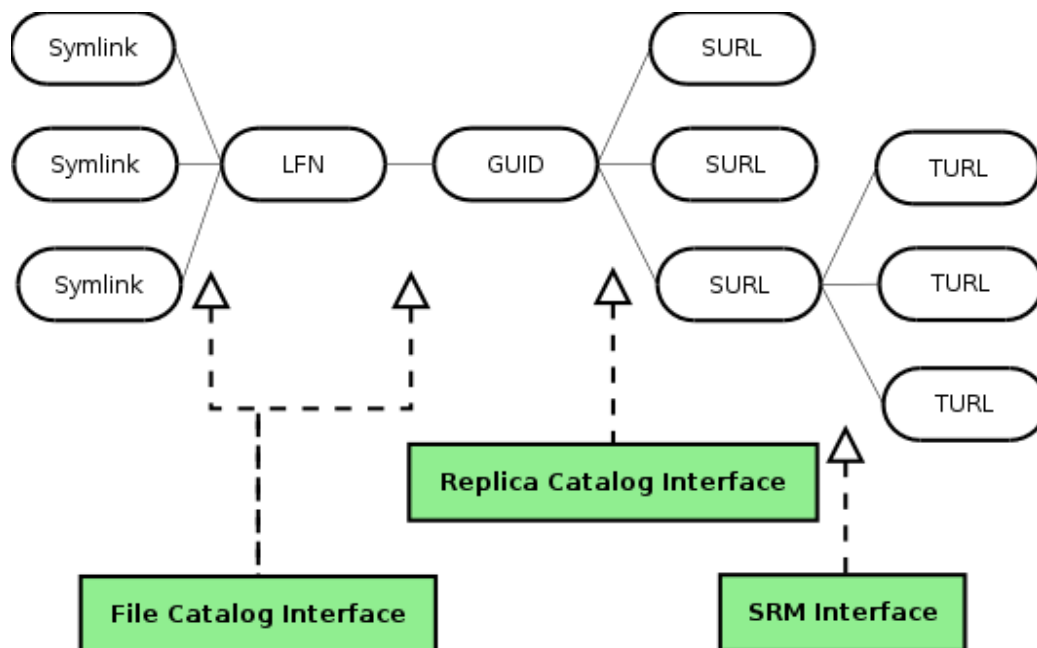 Symlink
SURL
Symlink
LFN
GUID
SURL
TURL
Symlink
SURL
TURL
TURL
Replica Catalog Interface
File Catalog Interface
SRM Interface